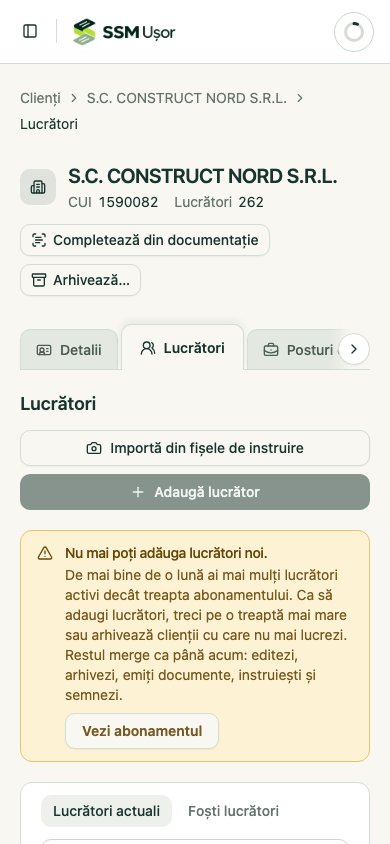 SSM Ușor
Clienți > S.C. CONSTRUCT NORD S.R.L. >
Lucrători
S.C. CONSTRUCT NORD S.R.L.
CUI 1590082 Lucrători 262
Completează din documentație
Arhivează...
Detalii
Lucrători
Posturi
Lucrători
Importă din fișele de instruire
+ Adaugă lucrător
Nu mai poți adăuga lucrători noi.
De mai bine de o lună ai mai mulți lucrători
activi decât treapta abonamentului. Ca să
adaugi lucrători, treci pe o treaptă mai mare
sau arhivează clienții cu care nu mai lucrezi.
Restul merge ca până acum: editezi,
arhivezi, emiți documente, instruiești și
semnezi.
Vezi abonamentul
Lucrători actuali
Foști lucrători